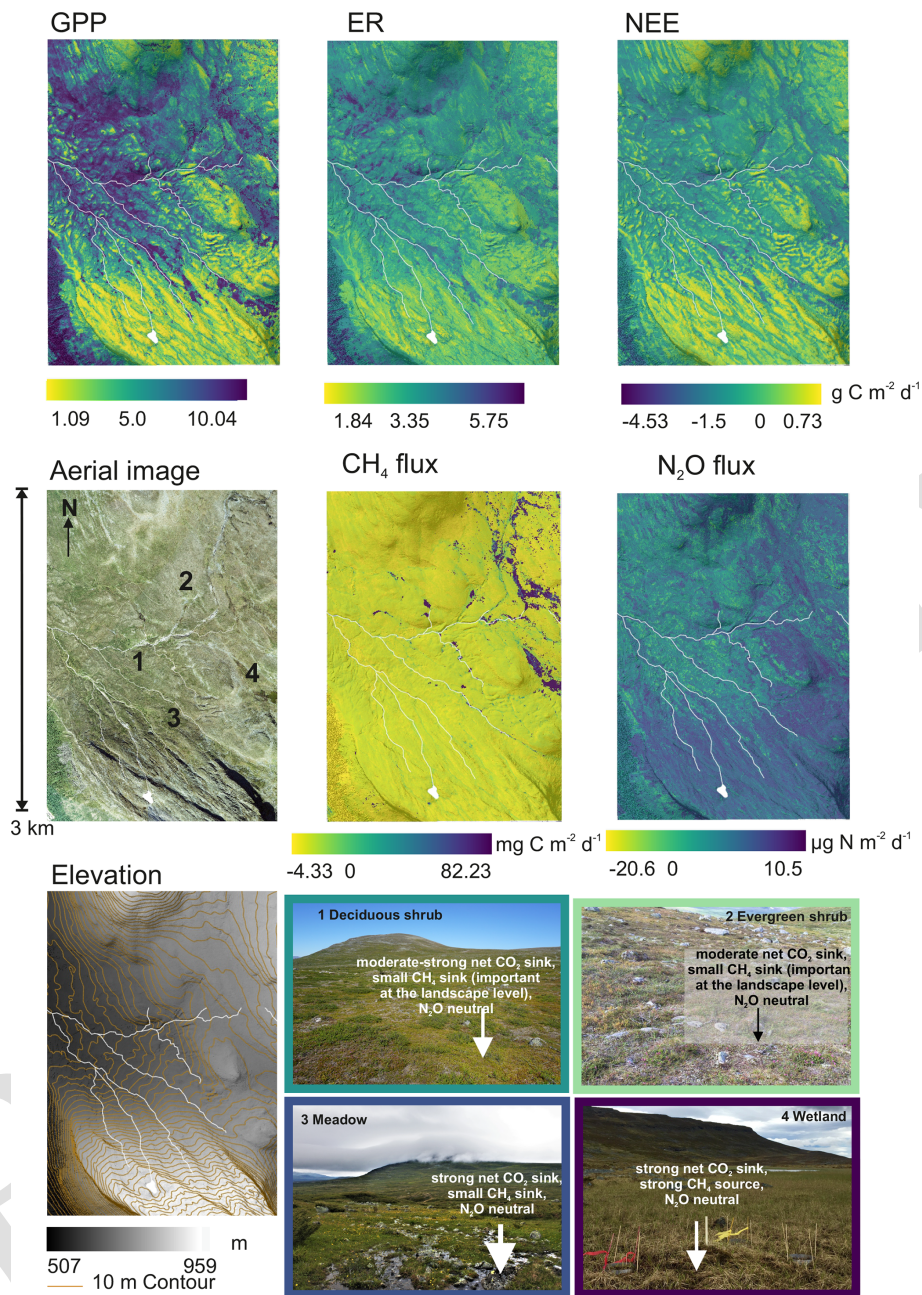 GPP
ER
NEE
1.09 5.0 10.04
1.84 3.35 5.75
-4.53 -1.5 0 0.73
g C m⁻² d⁻¹
Aerial image
CH₄ flux
N₂O flux
N
2
1
4
3
3 km
-4.33 0 82.23
mg C m⁻² d⁻¹
-20.6 0 10.5
µg N m⁻² d⁻¹
Elevation
507 959
m
10 m Contour
1 Deciduous shrub
moderate-strong net CO₂ sink,
small CH₄ sink (important
at the landscape level),
N₂O neutral
2 Evergreen shrub
moderate net CO₂ sink,
small CH₄ sink (importan
at the landscape level),
N₂O neutral
3 Meadow
strong net CO₂ sink,
small CH₄ sink,
N₂O neutral
4 Wetland
strong net CO₂ sink,
strong CH₄ source,
N₂O neutral